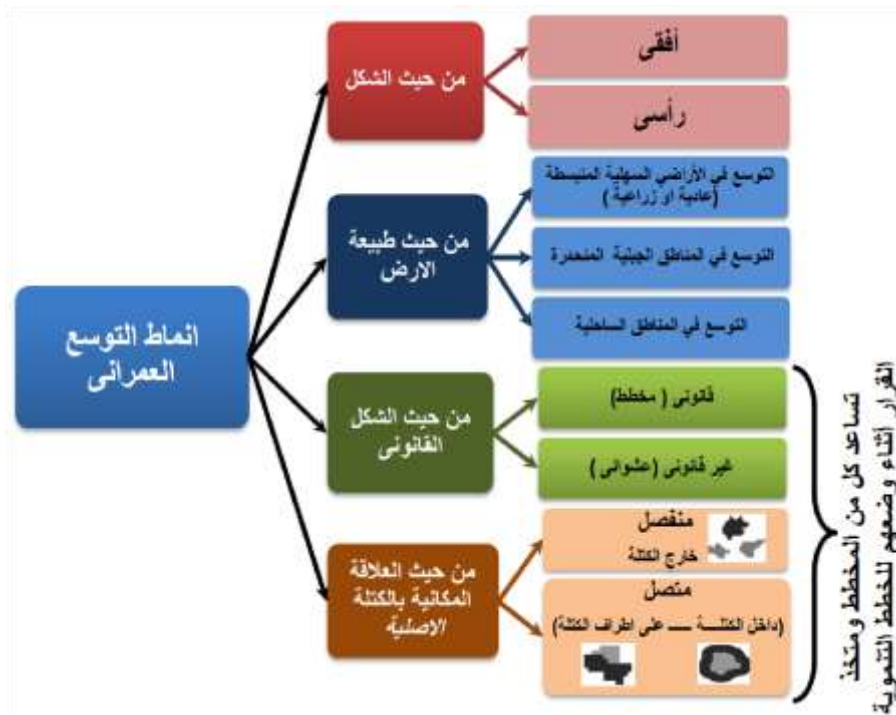 انماط التوسع
العمرانى
من حيث الشكل
أفقى
رأسى
من حيث طبيعة
الارض
التوسع في الأراضي السهلية المنبسطة
(عادية او زراعية )
التوسع في المناطق الجبلية المنحدرة
التوسع في المناطق الساحلية
من حيث الشكل
القانونى
قانونى ( مخطط)
غير قانونى (عشوائى )
من حيث العلاقة
المكانية بالكتلة
الاصلية
منفصل
خارج الكتلة
متصل
(داخل الكتلـــة ـــ على اطراف الكتلة)
تساعد كل من المخطط ومتخذ
القرار أثناء وضعهم للخطط التنموية